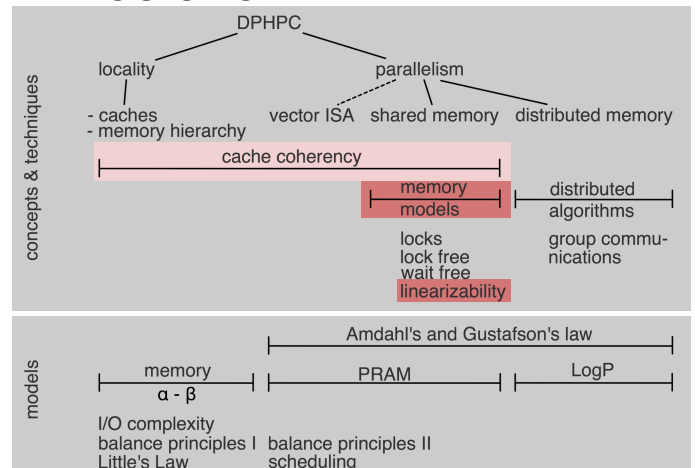 DPHPC
locality
parallelism
- caches
- memory hierarchy
vector ISA
shared memory
distributed memory
cache coherency
memory
models
distributed
algorithms
locks
lock free
wait free
linearizability
group commu-
nications
concepts & techniques
Amdahl's and Gustafson's law
memory
α - β
PRAM
LogP
I/O complexity
balance principles I
Little's Law
balance principles II
scheduling
models